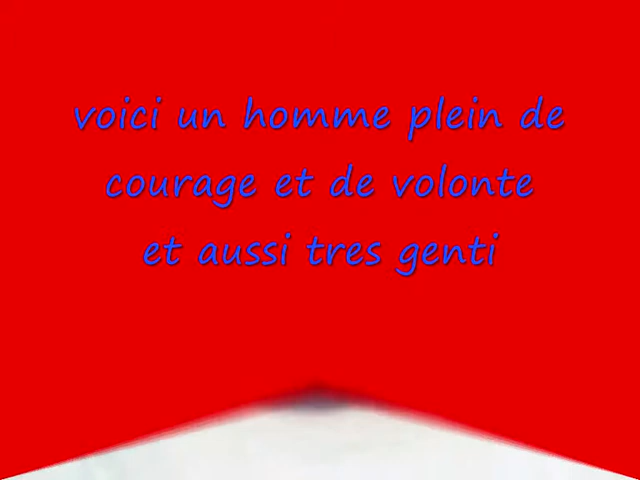 voici un homme plein de
courage et de volonte
et aussi tres genti